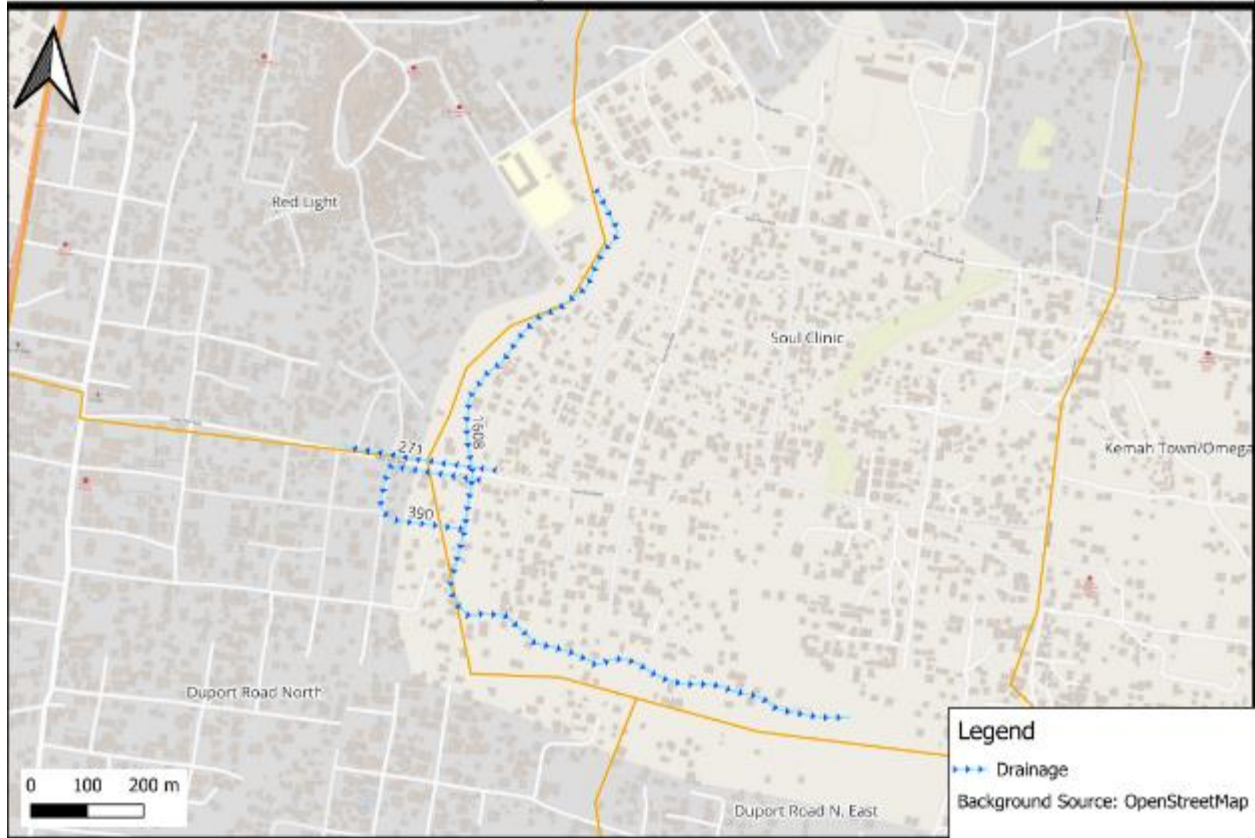 Red Light
Soul Clinic
271
1608
Kemah Town/Omega
390
Duport Road North
0 100 200 m
Duport Road N. East
Legend
Drainage
Background Source: OpenStreetMap